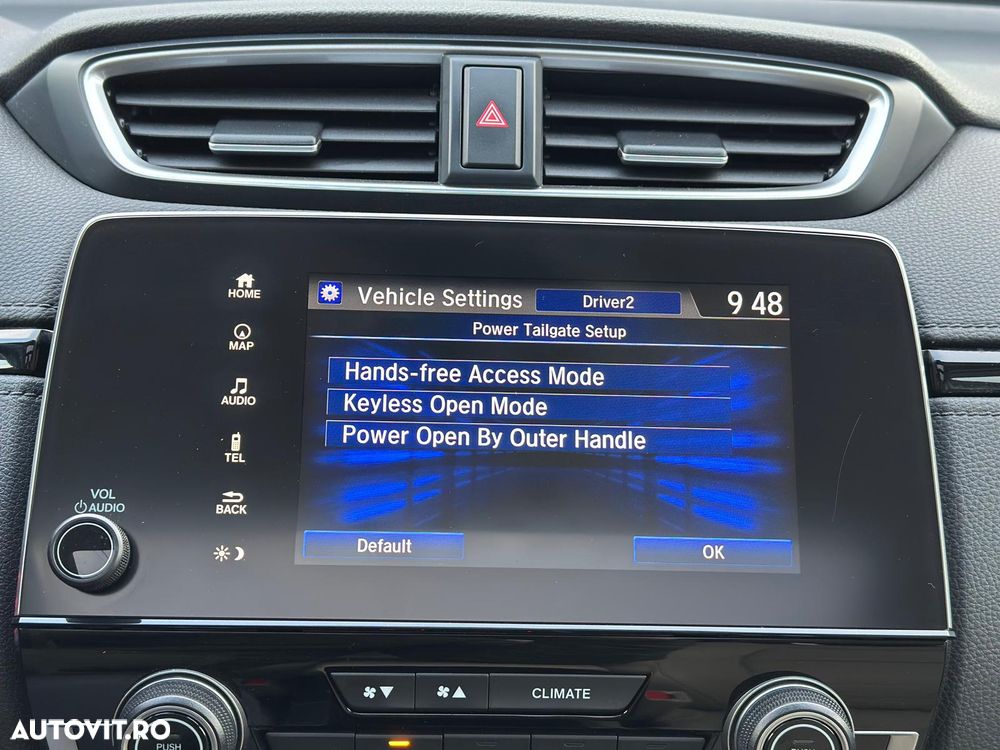 HOME
MAP
AUDIO
TEL
BACK
VOL
AUDIO
Vehicle Settings
Driver2
9 48
Power Tailgate Setup
Hands-free Access Mode
Keyless Open Mode
Power Open By Outer Handle
Default
OK
CLIMATE
PUSH
AUTOVIT.RO